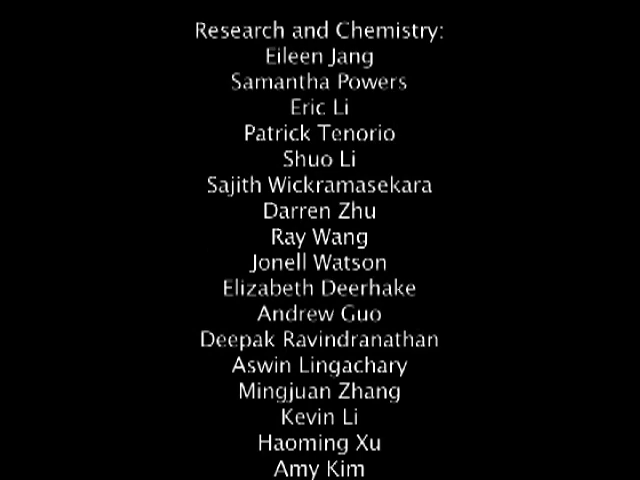 Research and Chemistry:
Eileen Jang
Samantha Powers
Eric Li
Patrick Tenorio
Shuo Li
Sajith Wickramasekara
Darren Zhu
Ray Wang
Jonell Watson
Elizabeth Deerhake
Andrew Guo
Deepak Ravindranathan
Aswin Lingachary
Mingjuan Zhang
Kevin Li
Haoming Xu
Amy Kim